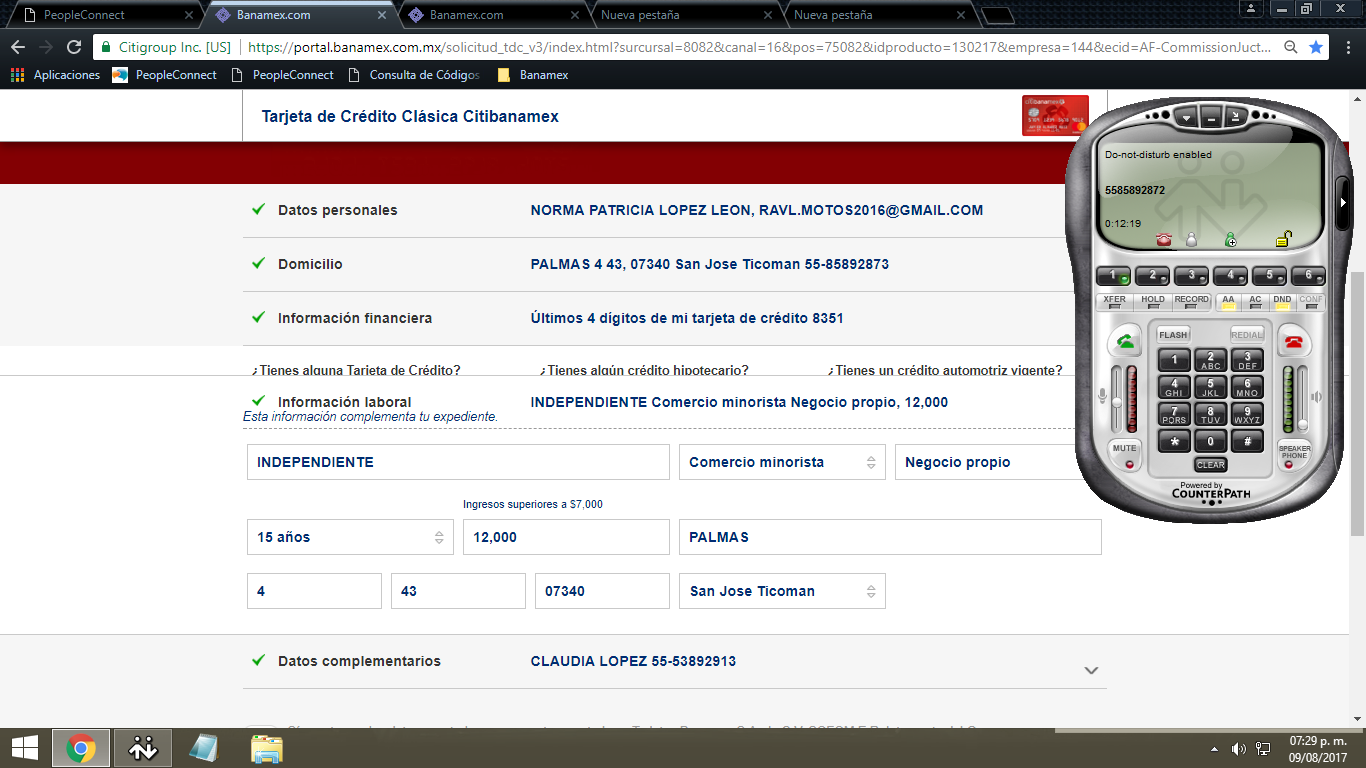 PeopleConnect
Banamex.com
Banamex.com
Nueva pestaña
Nueva pestaña
Citigroup Inc. [US]
https://portal.banamex.com.mx/solicitud_tdc_v3/index.html?surcursal=8082&canal=16&pos=75082&idproducto=130217&empresa=144&ecid=AF-CommissionJuct...
Aplicaciones
PeopleConnect
PeopleConnect
Consulta de Códigos
Banamex
Tarjeta de Crédito Clásica Citibanamex
citibanamex
Datos personales
NORMA PATRICIA LOPEZ LEON, RAVL.MOTOS2016@GMAIL.COM
Domicilio
PALMAS 4 43, 07340 San Jose Ticoman 55-85892873
Información financiera
Últimos 4 dígitos de mi tarjeta de crédito 8351
¿Tienes alguna Tarjeta de Crédito?
¿Tienes algún crédito hipotecario?
¿Tienes un crédito automotriz vigente?
Información laboral
INDEPENDIENTE Comercio minorista Negocio propio, 12,000
Esta información complementa tu expediente.
INDEPENDIENTE
Comercio minorista
Negocio propio
Ingresos superiores a $7,000
15 años
12,000
PALMAS
4
43
07340
San Jose Ticoman
Datos complementarios
CLAUDIA LOPEZ 55-53892913
Do-not-disturb enabled
5585892872
0:12:19
1
2
3
4
5
6
XFER
HOLD
RECORD
AA
AC
DND
CONF
FLASH
REDIAL
1
2 ABC
3 DEF
4 GHI
5 JKL
6 MNO
7 PQRS
8 TUV
9 WXYZ
*
0
#
MUTE
SPEAKER PHONE
CLEAR
Powered by
COUNTERPATH
07:29 p. m.
09/08/2017